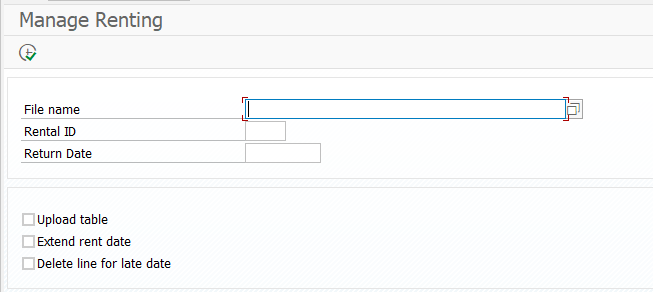 Manage Renting
File name
Rental ID
Return Date
Upload table
Extend rent date
Delete line for late date